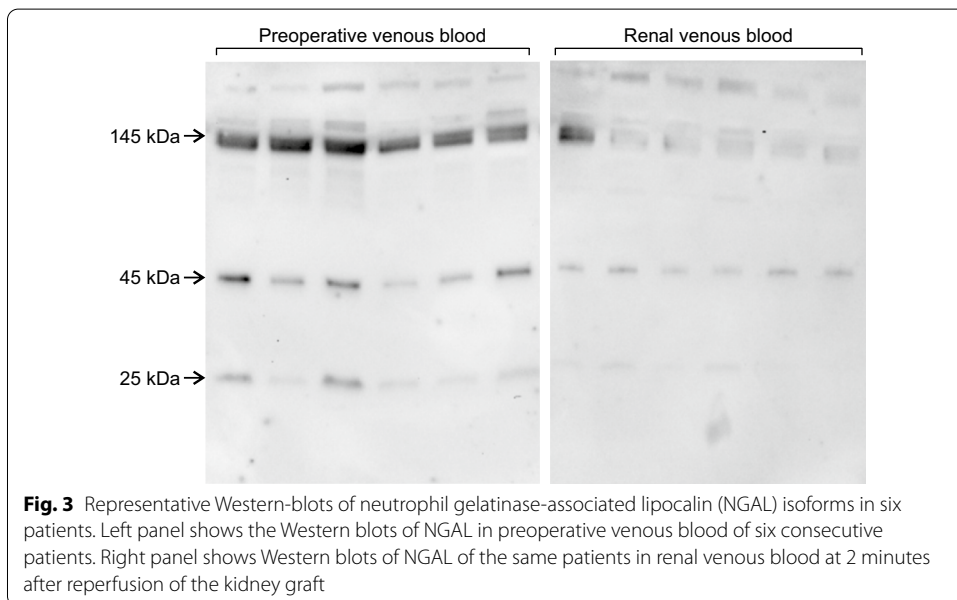 Preoperative venous blood
Renal venous blood
145 kDa
45 kDa
25 kDa
Fig. 3 Representative Western-blots of neutrophil gelatinase-associated lipocalin (NGAL) isoforms in six
patients. Left panel shows the Western blots of NGAL in preoperative venous blood of six consecutive
patients. Right panel shows Western blots of NGAL of the same patients in renal venous blood at 2 minutes
after reperfusion of the kidney graft